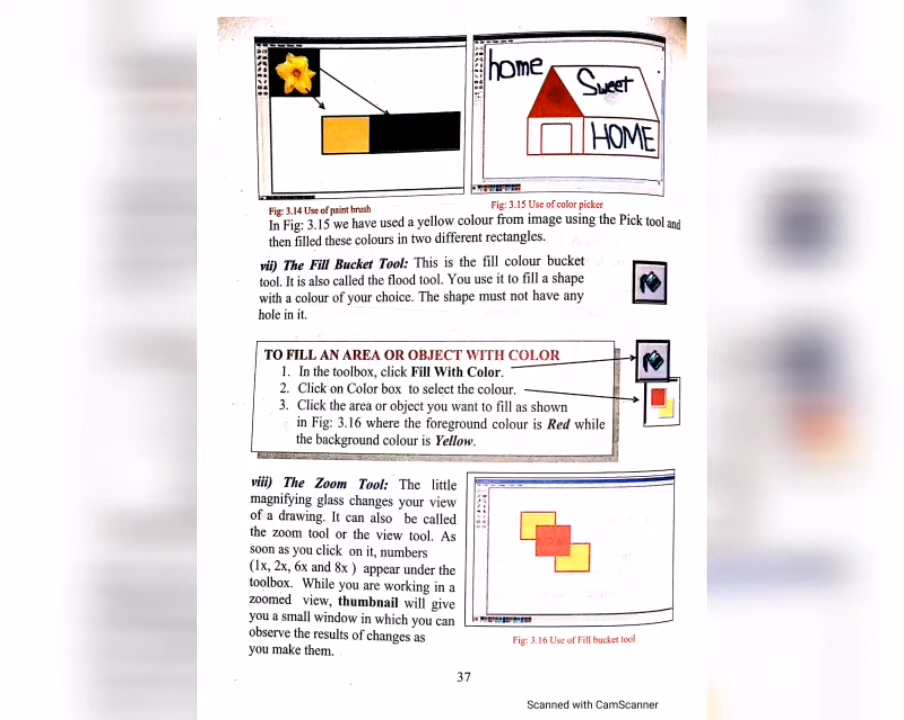 home
Sweet
HOME
Fig: 3.14 Use of paint brush
Fig: 3.15 Use of color picker
In Fig: 3.15 we have used a yellow colour from image using the Pick tool and
then filled these colours in two different rectangles.
vii) The Fill Bucket Tool: This is the fill colour bucket
tool. It is also called the flood tool. You use it to fill a shape
with a colour of your choice. The shape must not have any
hole in it.
TO FILL AN AREA OR OBJECT WITH COLOR
1. In the toolbox, click Fill With Color.
2. Click on Color box to select the colour.
3. Click the area or object you want to fill as shown
in Fig: 3.16 where the foreground colour is Red while
the background colour is Yellow.
viii) The Zoom Tool: The little
magnifying glass changes your view
of a drawing. It can also be called
the zoom tool or the view tool. As
soon as you click on it, numbers
(1x, 2x, 6x and 8x ) appear under the
toolbox. While you are working in a
zoomed view, thumbnail will give
you a small window in which you can
observe the results of changes as
you make them.
Fig: 3.16 Use of Fill bucket tool
37
Scanned with CamScanner